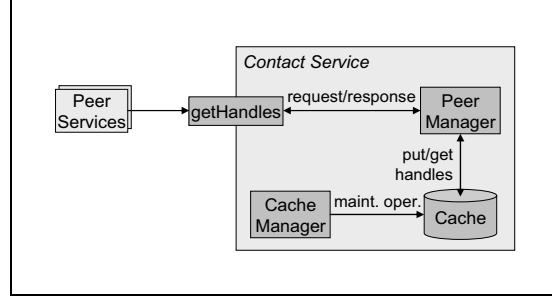 Contact Service
Peer
Services
getHandles
request/response
Peer
Manager
put/get
handles
Cache
Manager
maint. oper.
Cache